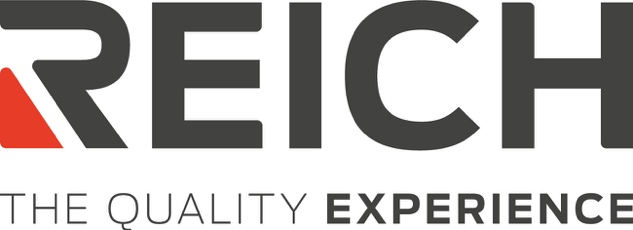 REICH
THE QUALITY EXPERIENCE